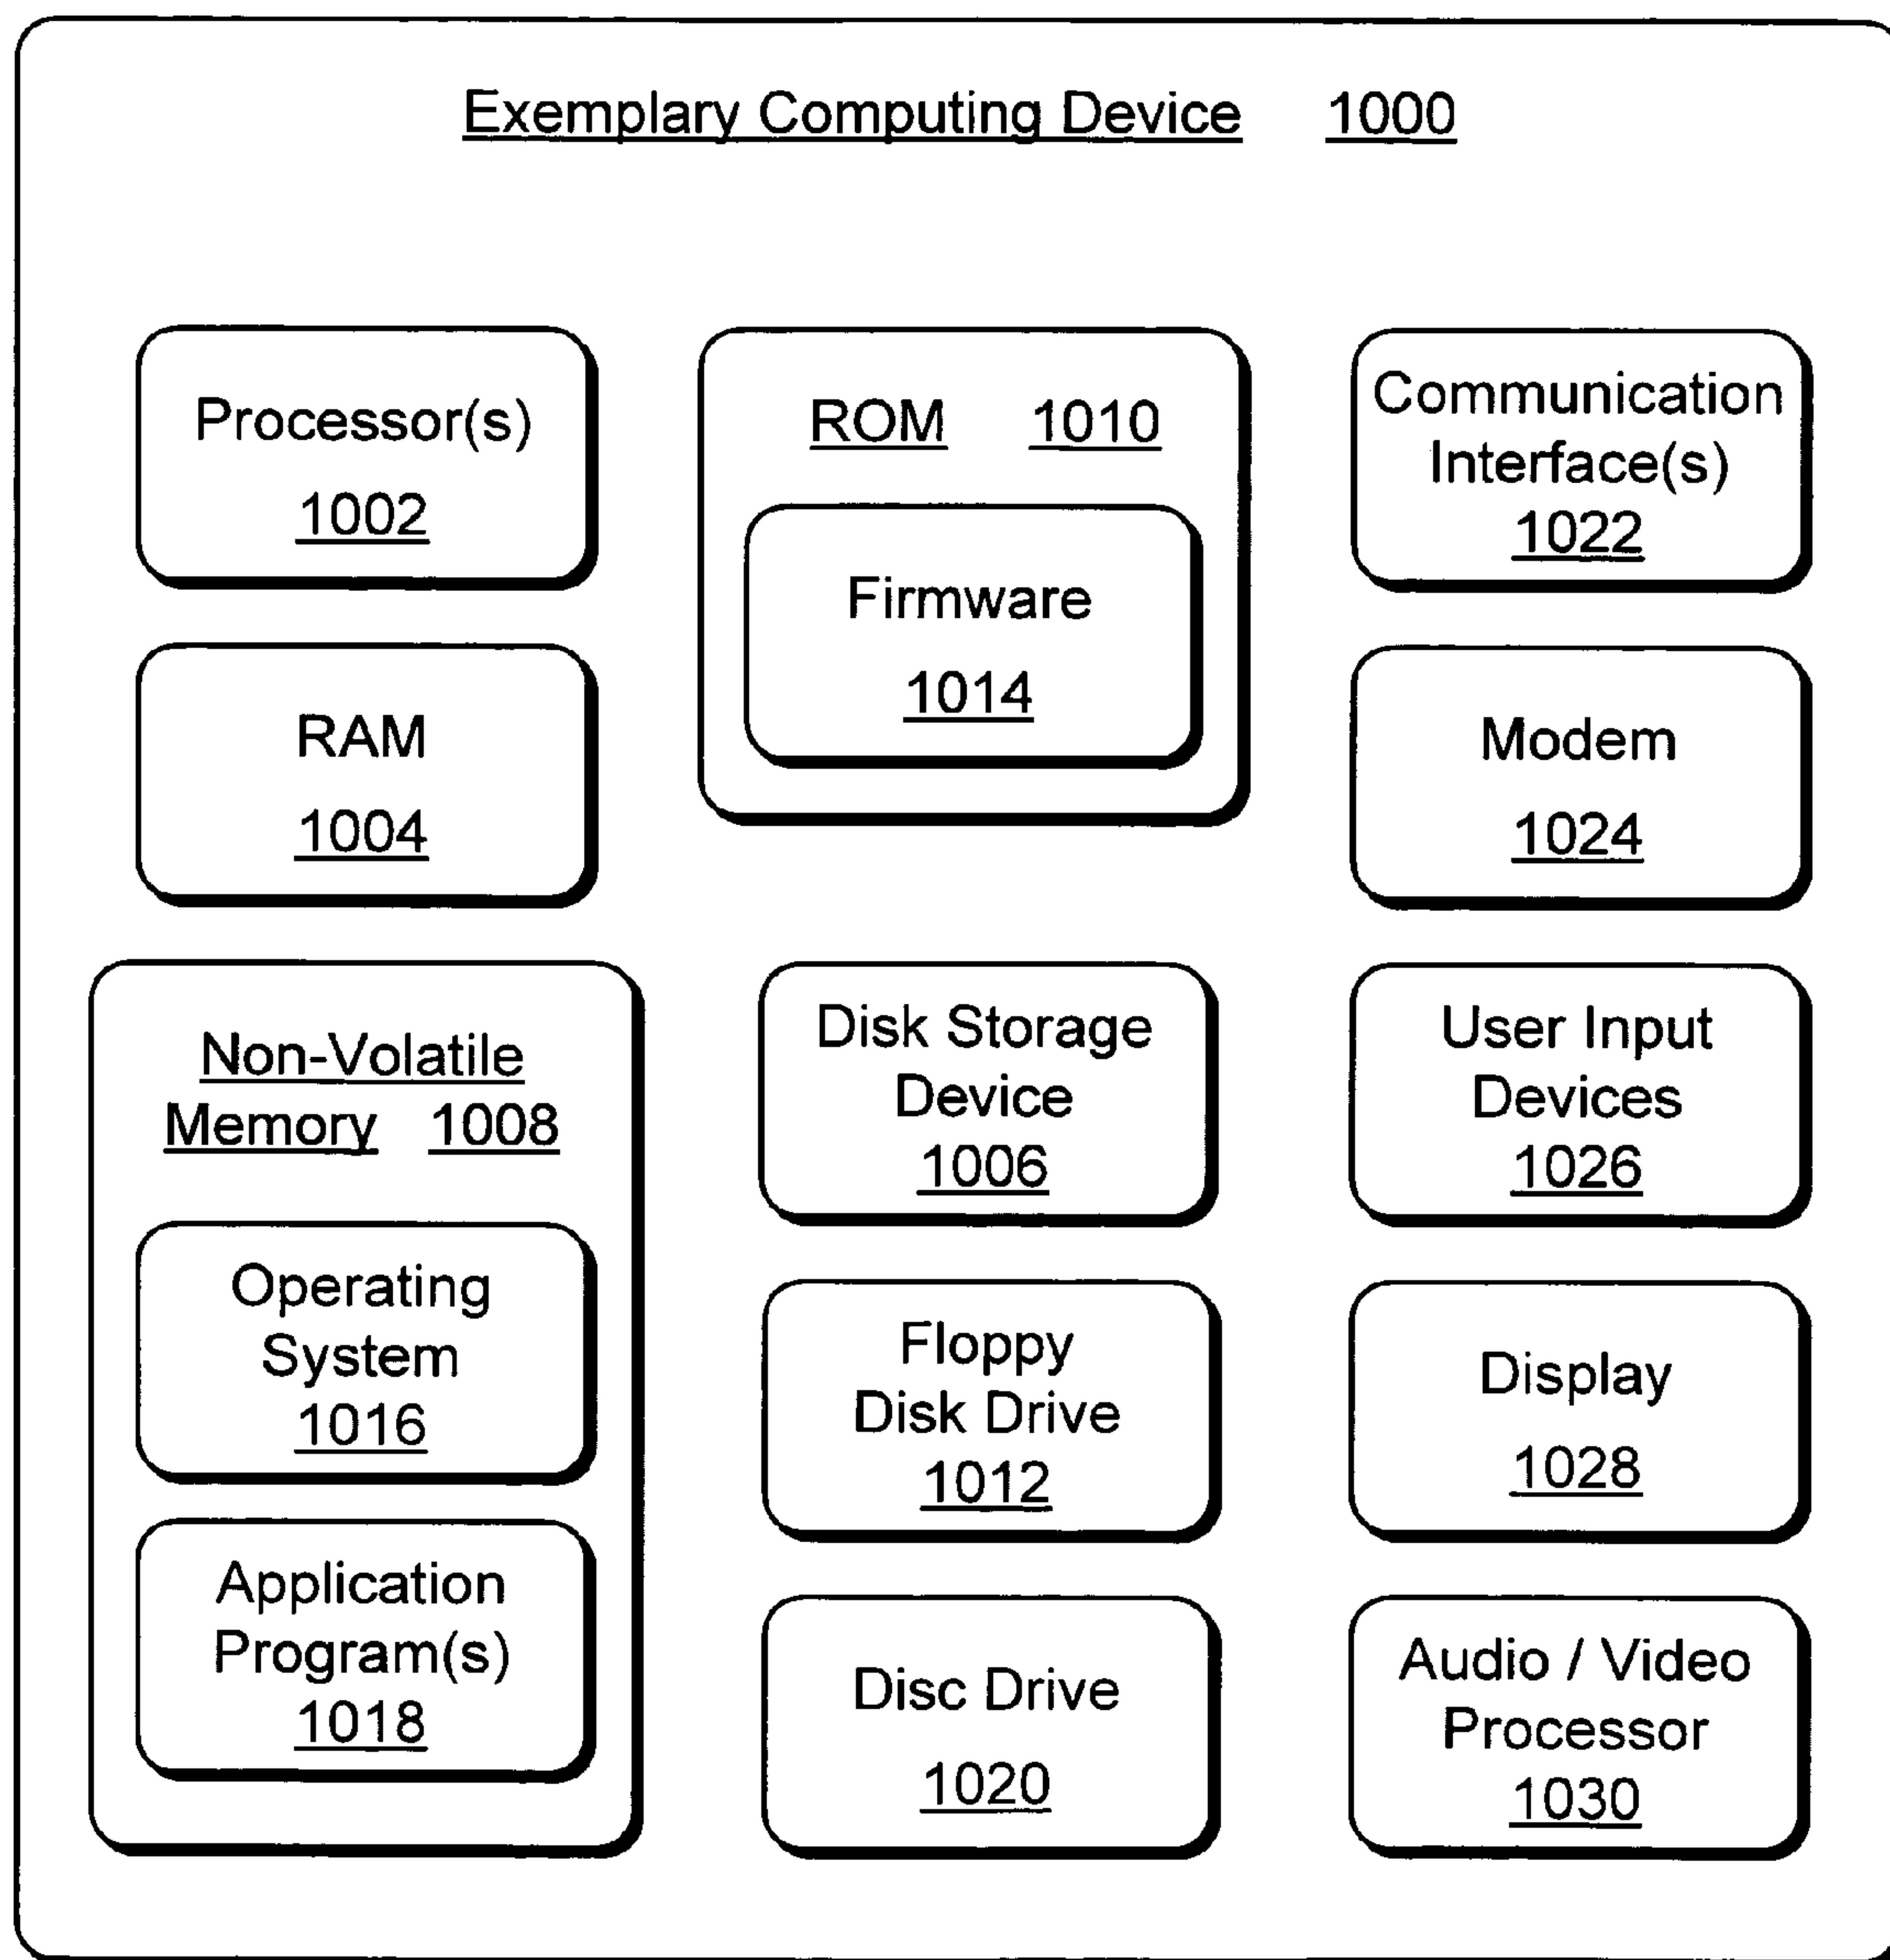 Exemplary Computing Device 1000
Processor(s)
1002
RAM
1004
Non-Volatile
Memory 1008
Operating
System
1016
Application
Program(s)
1018
ROM 1010
Firmware
1014
Disk Storage
Device
1006
Floppy
Disk Drive
1012
Disc Drive
1020
Communication
Interface(s)
1022
Modem
1024
User Input
Devices
1026
Display
1028
Audio / Video
Processor
1030